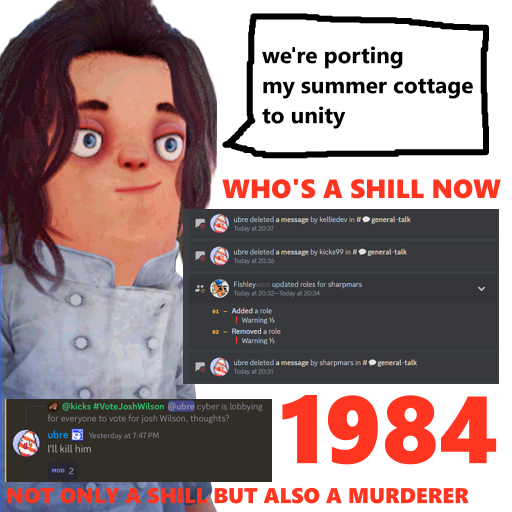 we're porting
my summer cottage
to unity
WHO'S A SHILL NOW
ubre deleted a message by kelliedev in # general-talk
Today at 20:37
ubre deleted a message by kicks99 in # general-talk
Today at 20:36
Fishley updated roles for sharpmars
Today at 20:32—Today at 20:34
01 – Added a role
Warning ⅓
02 – Removed a role
Warning ⅓
ubre deleted a message by sharpmars in # general-talk
Today at 20:31
@kicks #VoteJoshWilson @ubre cyber is lobbying
for everyone to vote for josh Wilson, thoughts?
ubre Yesterday at 7:47 PM
I'll kill him
MOD 2
1984
NOT ONLY A SHILL BUT ALSO A MURDERER